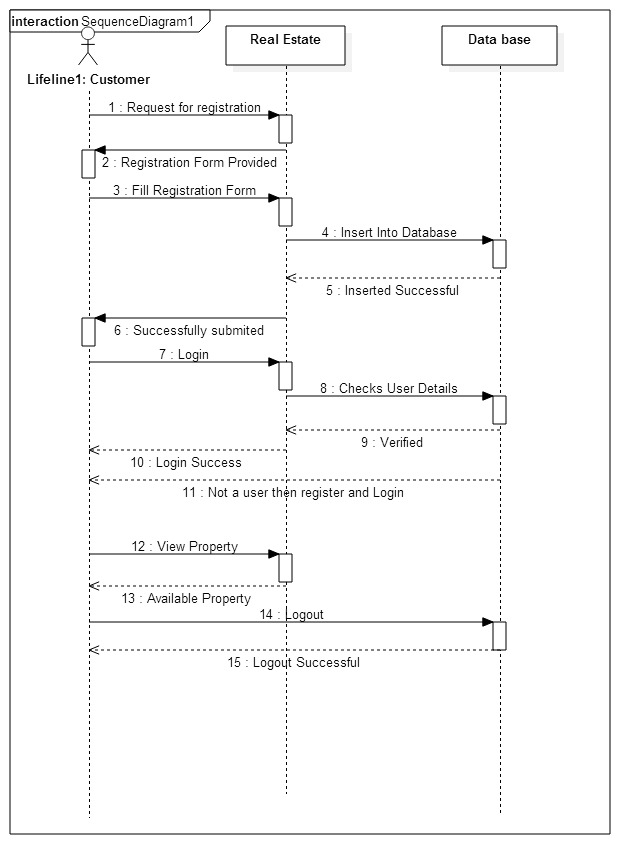 interaction SequenceDiagram1
Real Estate
Data base
Lifeline1: Customer
1 : Request for registration
2 : Registration Form Provided
3 : Fill Registration Form
4 : Insert Into Database
5 : Inserted Successful
6 : Successfully submited
7 : Login
8 : Checks User Details
9 : Verified
10 : Login Success
11 : Not a user then register and Login
12 : View Property
13 : Available Property
14 : Logout
15 : Logout Successful